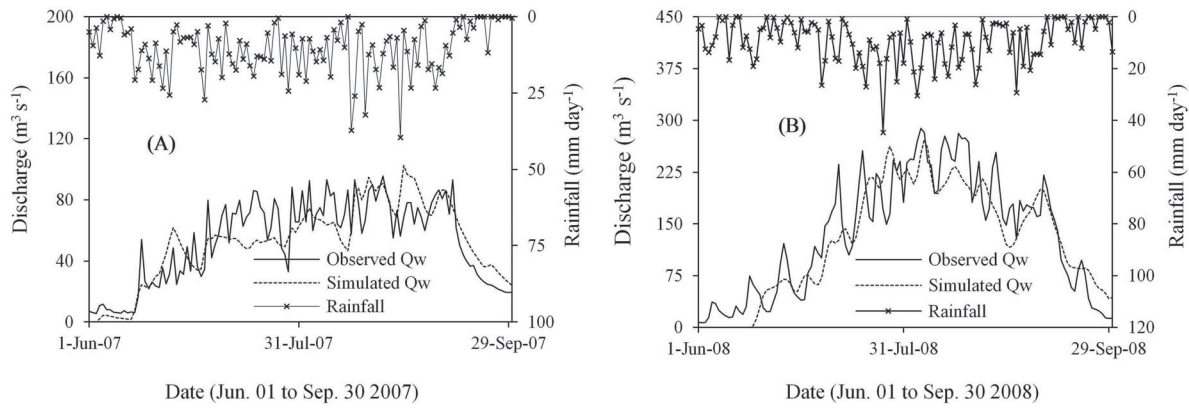 200
160
120
80
40
0
Discharge (m³ s⁻¹)
(A)
Observed Qw
Simulated Qw
Rainfall
0
25
50
75
100
Rainfall (mm day⁻¹)
1-Jun-07
31-Jul-07
29-Sep-07
Date (Jun. 01 to Sep. 30 2007)
450
375
300
225
150
75
0
Discharge (m³ s⁻¹)
(B)
Observed Qw
Simulated Qw
Rainfall
0
20
40
60
80
100
120
Rainfall (mm day⁻¹)
1-Jun-08
31-Jul-08
29-Sep-08
Date (Jun. 01 to Sep. 30 2008)